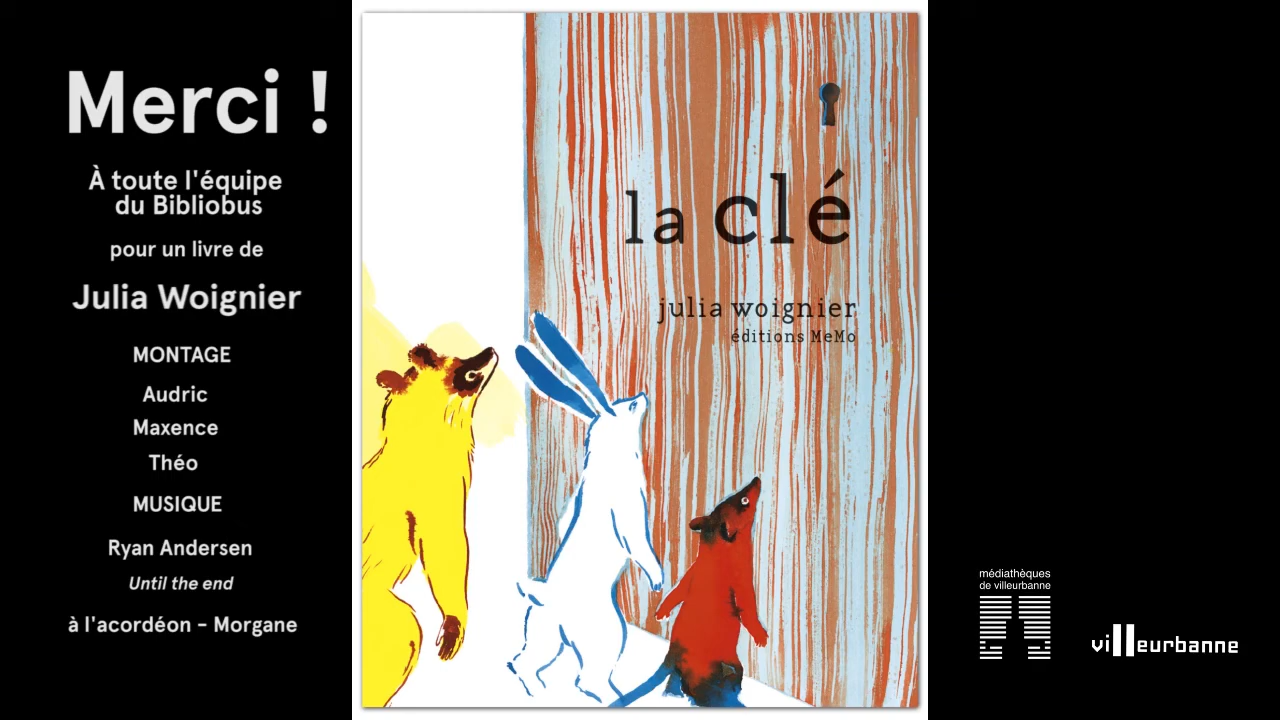 Merci !
À toute l'équipe
du Bibliobus
pour un livre de
Julia Woignier
MONTAGE
Audric
Maxence
Théo
MUSIQUE
Ryan Andersen
Until the end
à l'acordéon - Morgane
la clé
julia woignier
éditions MeMo
médiathèques
de villeurbanne
villeurbanne